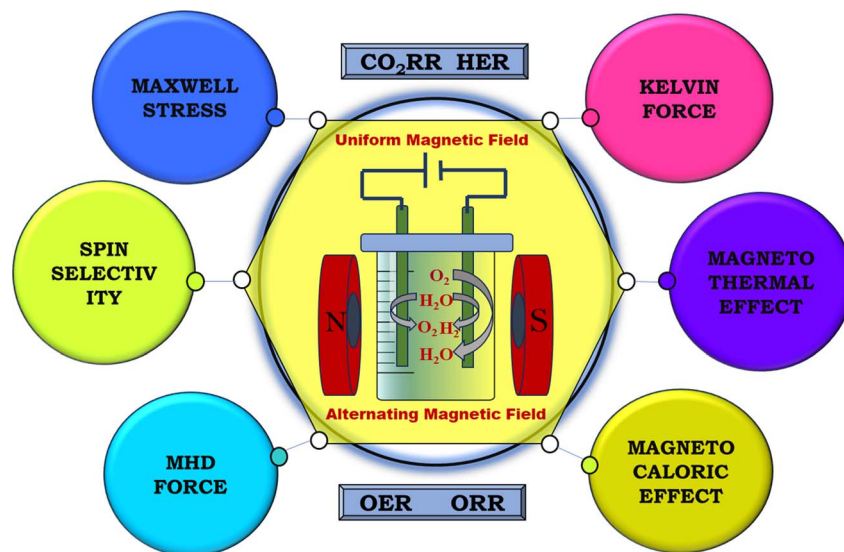 CO₂RR HER
MAXWELL
STRESS
KELVIN
FORCE
Uniform Magnetic Field
SPIN
SELECTIV
ITY
MAGNETO
THERMAL
EFFECT
N
S
O₂
H₂O
O₂ H₂
H₂O
Alternating Magnetic Field
MHD
FORCE
MAGNETO
CALORIC
EFFECT
OER ORR